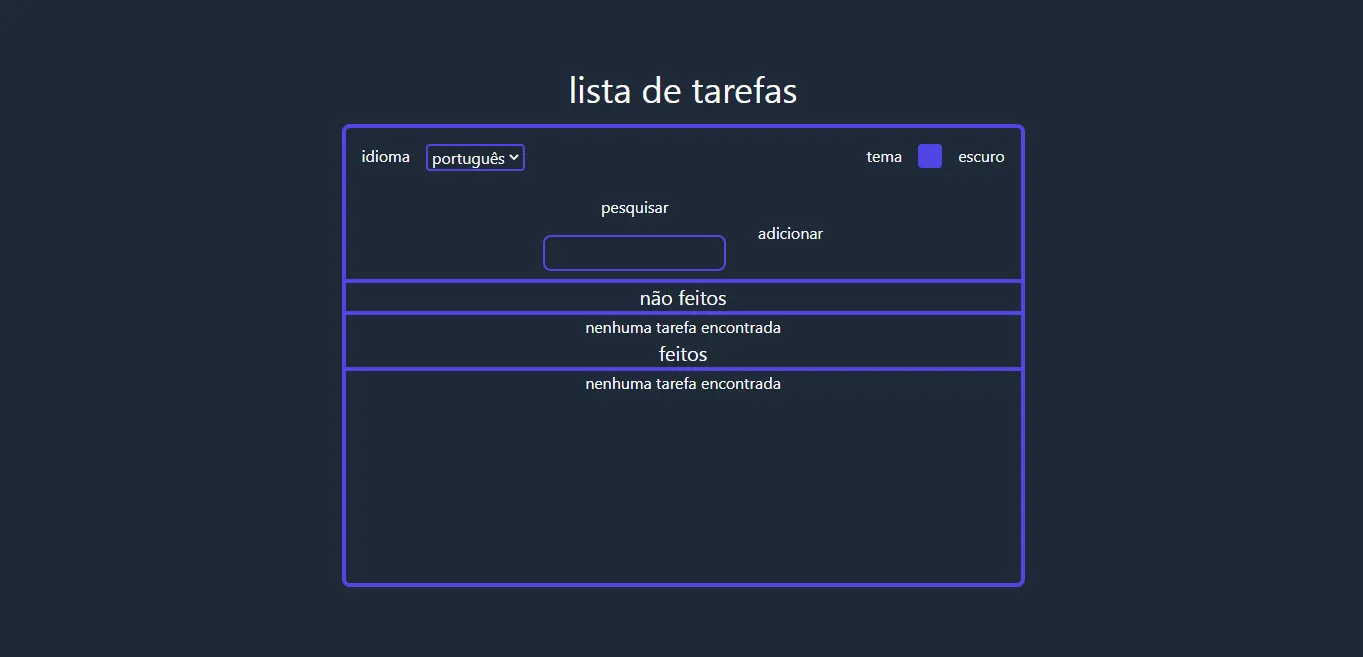 lista de tarefas
idioma português tema escuro
pesquisar
adicionar
não feitos
nenhuma tarefa encontrada
feitos
nenhuma tarefa encontrada